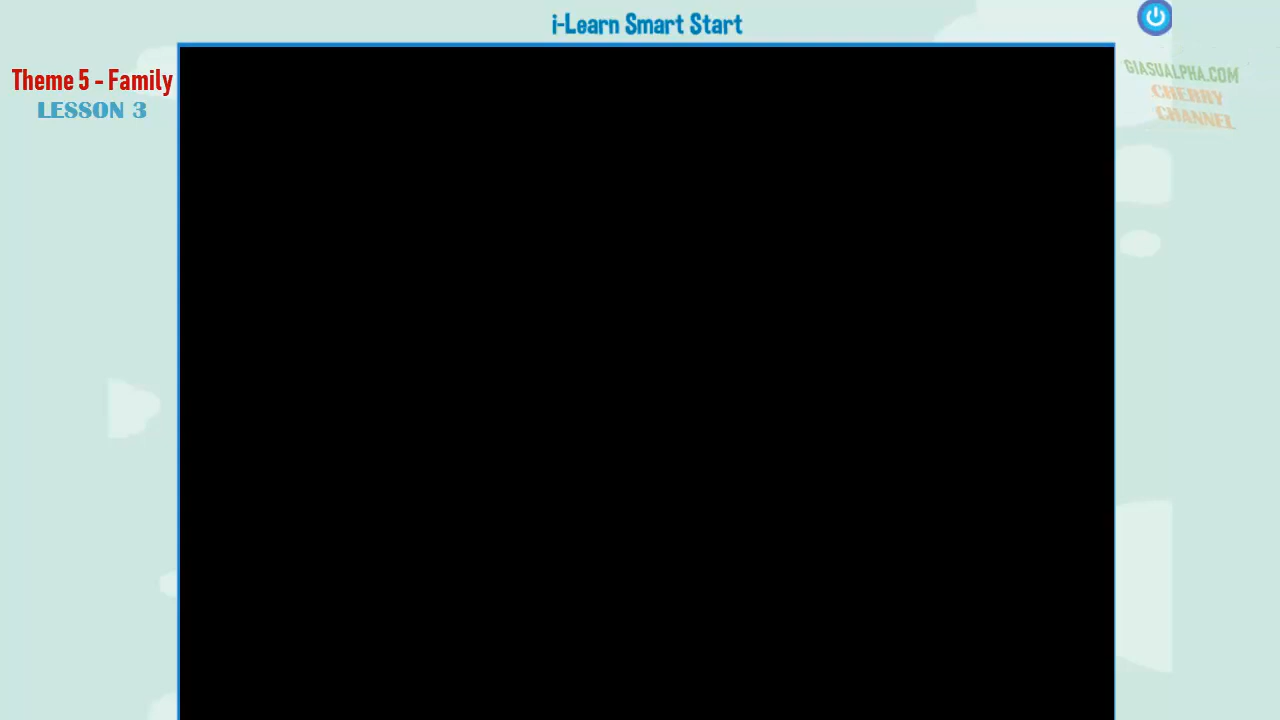 i-Learn Smart Start
Theme 5 - Family
LESSON 3
GIASUALPHA.COM
CHERRY
CHANNEL